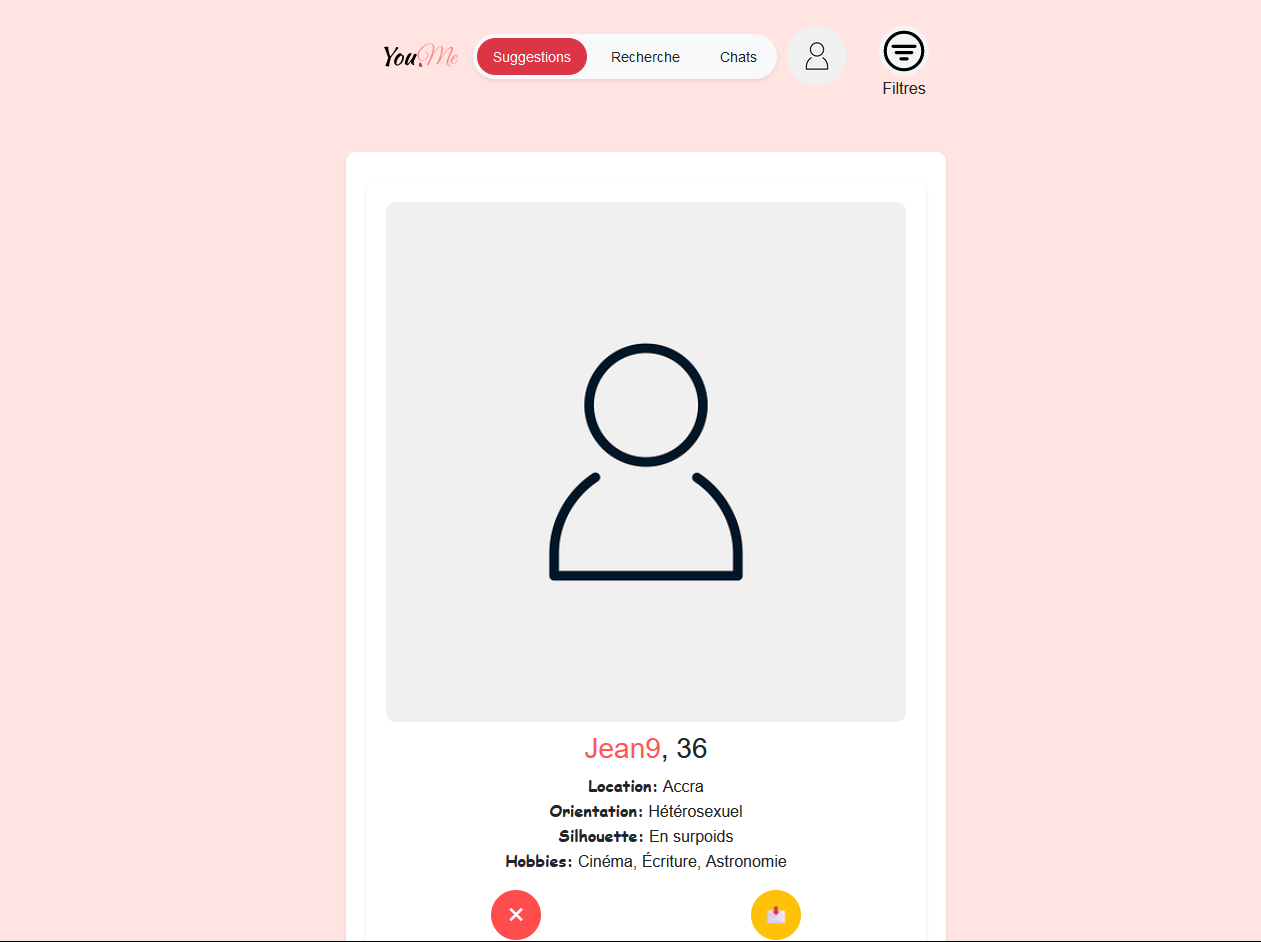 You&Me
Suggestions
Recherche
Chats
Filtres
Jean9, 36
Location: Accra
Orientation: Hétérosexuel
Silhouette: En surpoids
Hobbies: Cinéma, Écriture, Astronomie